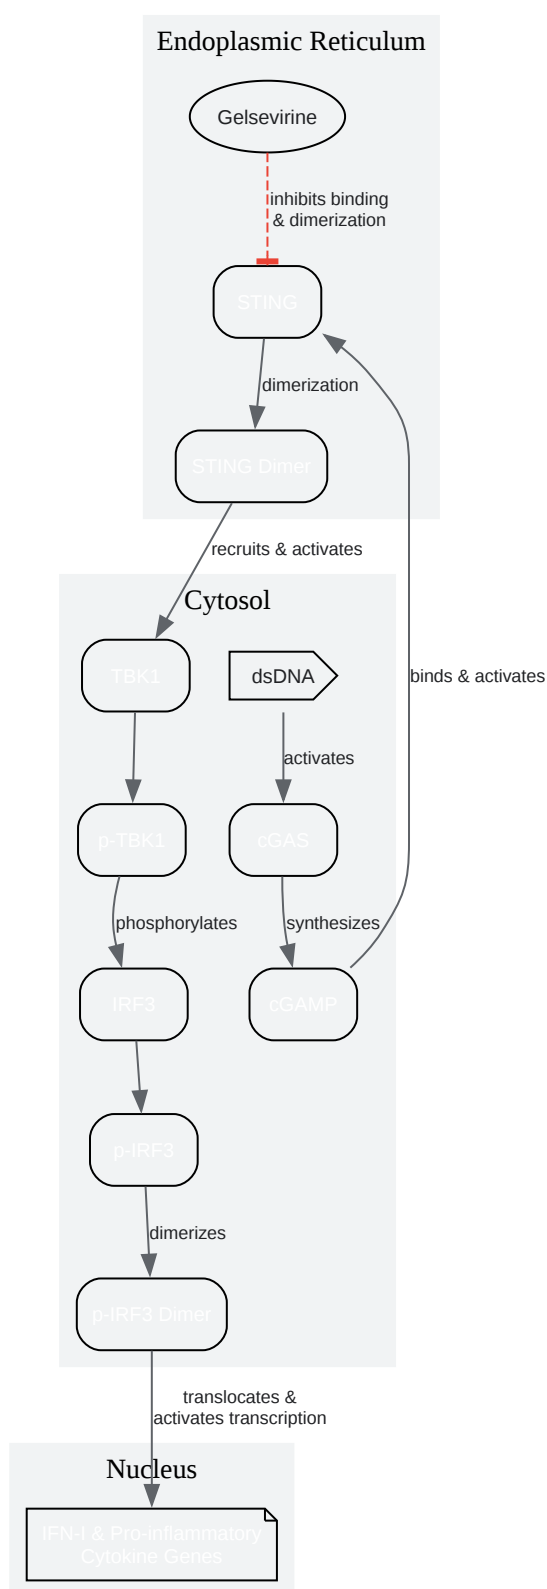 Endoplasmic Reticulum
Gelsevirine
inhibits binding
& dimerization
STING
dimerization
STING Dimer
recruits & activates
Cytosol
TBK1
dsDNA
binds & activates
activates
p-TBK1
cGAS
phosphorylates
synthesizes
IRF3
cGAMP
p-IRF3
dimerizes
p-IRF3 Dimer
translocates &
activates transcription
Nucleus
IFN-I & Pro-inflammatory
Cytokine Genes